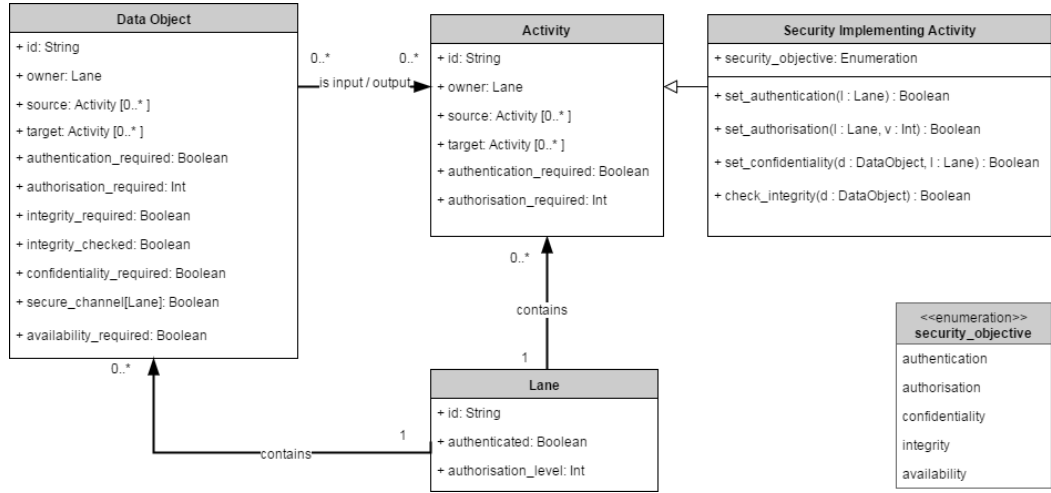 Data Object
+ id: String
+ owner: Lane
+ source: Activity [0..* ]
+ target: Activity [0..* ]
+ authentication_required: Boolean
+ authorisation_required: Int
+ integrity_required: Boolean
+ integrity_checked: Boolean
+ confidentiality_required: Boolean
+ secure_channel[Lane]: Boolean
+ availability_required: Boolean
0..*
0..*
is input / output
Activity
+ id: String
+ owner: Lane
+ source: Activity [0..* ]
+ target: Activity [0..* ]
+ authentication_required: Boolean
+ authorisation_required: Int
Security Implementing Activity
+ security_objective: Enumeration
+ set_authentication(l : Lane) : Boolean
+ set_authorisation(l : Lane, v : Int) : Boolean
+ set_confidentiality(d : DataObject, l : Lane) : Boolean
+ check_integrity(d : DataObject) : Boolean
0..*
contains
1
0..*
1
contains
Lane
+ id: String
+ authenticated: Boolean
+ authorisation_level: Int
<<enumeration>>
security_objective
authentication
authorisation
confidentiality
integrity
availability